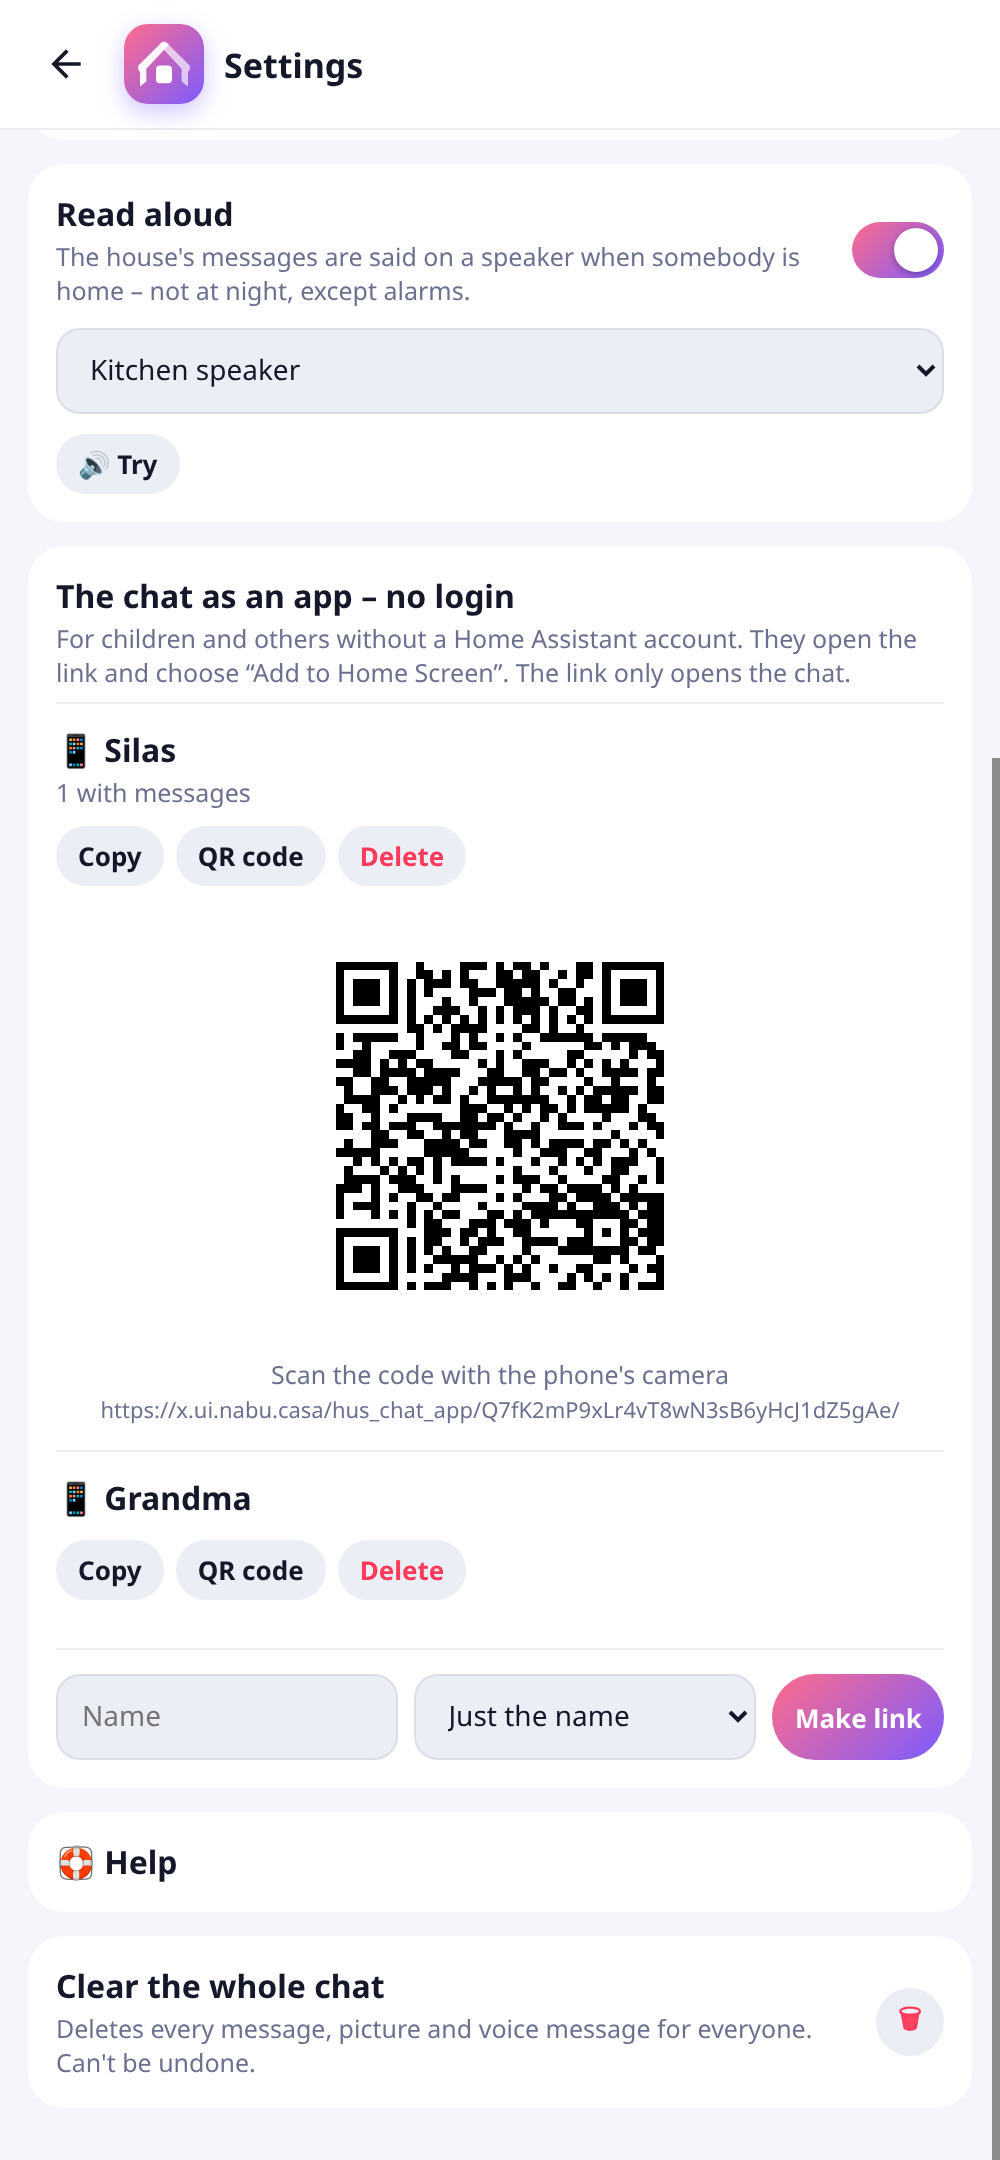 Settings
Read aloud
The house's messages are said on a speaker when somebody is
home – not at night, except alarms.
Kitchen speaker
🔊 Try
The chat as an app – no login
For children and others without a Home Assistant account. They open the
link and choose “Add to Home Screen”. The link only opens the chat.
📱 Silas
1 with messages
Copy QR code Delete
Scan the code with the phone's camera
https://x.ui.nabu.casa/hus_chat_app/Q7fK2mP9xLr4vT8wN3sB6yHcJ1dZ5gAe/
📱 Grandma
Copy QR code Delete
Name Just the name Make link
🛟 Help
Clear the whole chat
Deletes every message, picture and voice message for everyone.
Can't be undone.